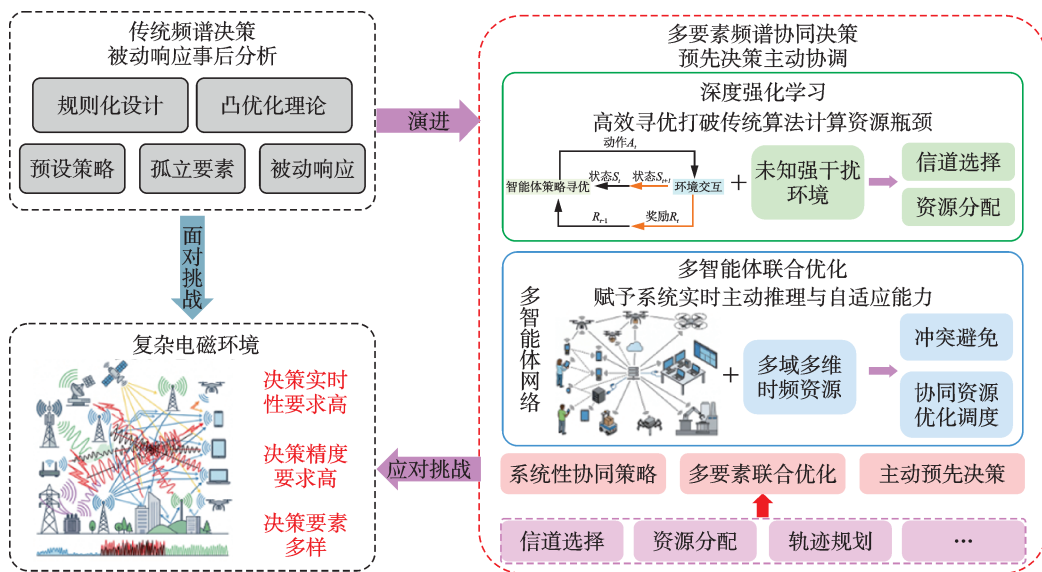 传统频谱决策
被动响应事后分析
规则化设计
凸优化理论
预设策略
孤立要素
被动响应
演进
面对挑战
复杂电磁环境
决策实时
性要求高
决策精度
要求高
决策要素
多样
应对挑战
多要素频谱协同决策
预先决策主动协调
深度强化学习
高效寻优打破传统算法计算资源瓶颈
动作Aₜ
状态Sₜ
状态Sₜ₊₁
智能体策略寻优
环境交互
Rₜ₋₁
奖励Rₜ
+
未知强干扰
环境
信道选择
资源分配
多智能体联合优化
赋予系统实时主动推理与自适应能力
多智能体网络
+
多域多维
时频资源
冲突避免
协同资源
优化调度
系统性协同策略
多要素联合优化
主动预先决策
信道选择
资源分配
轨迹规划
…